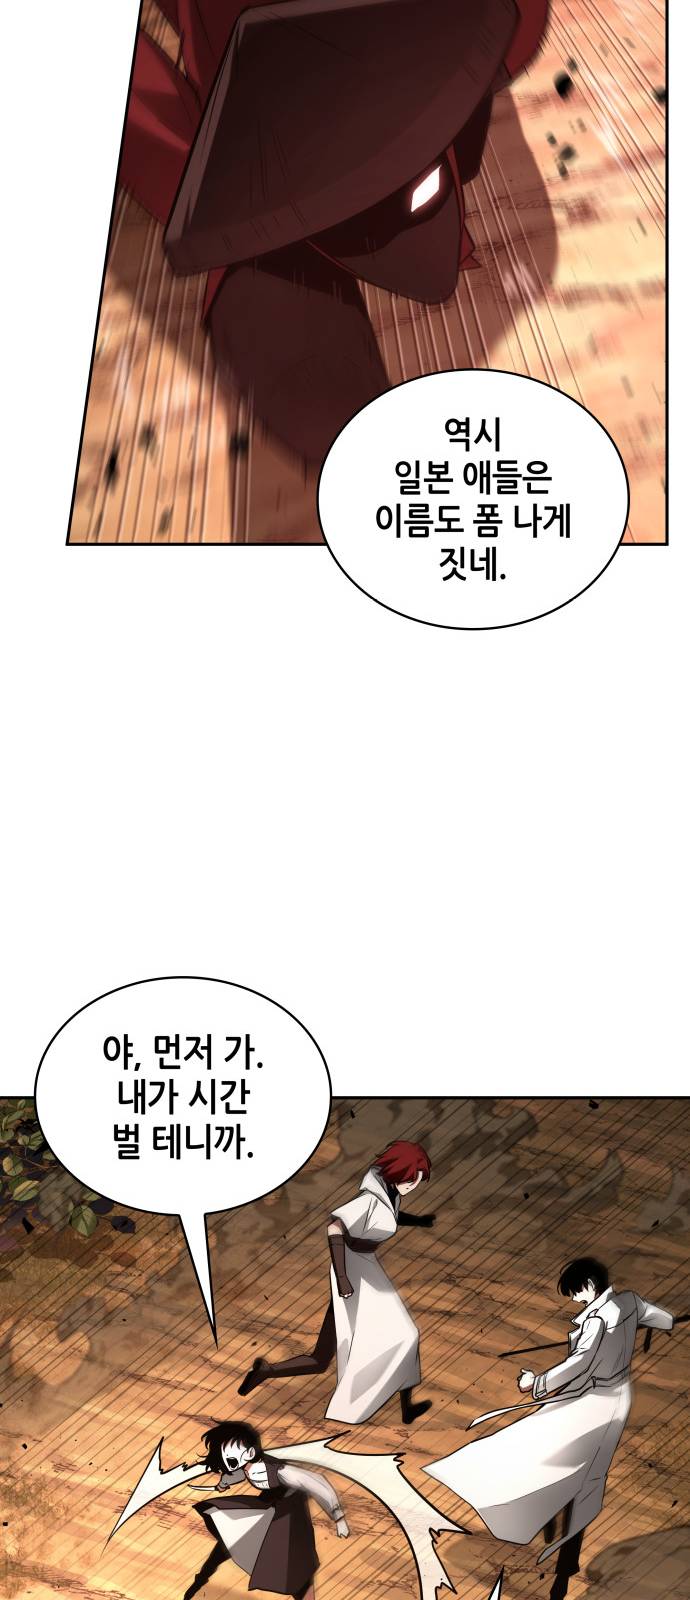 역시
일본 애들은
이름도 폼 나게
짓네.
야, 먼저 가.
내가 시간
벌 테니까.